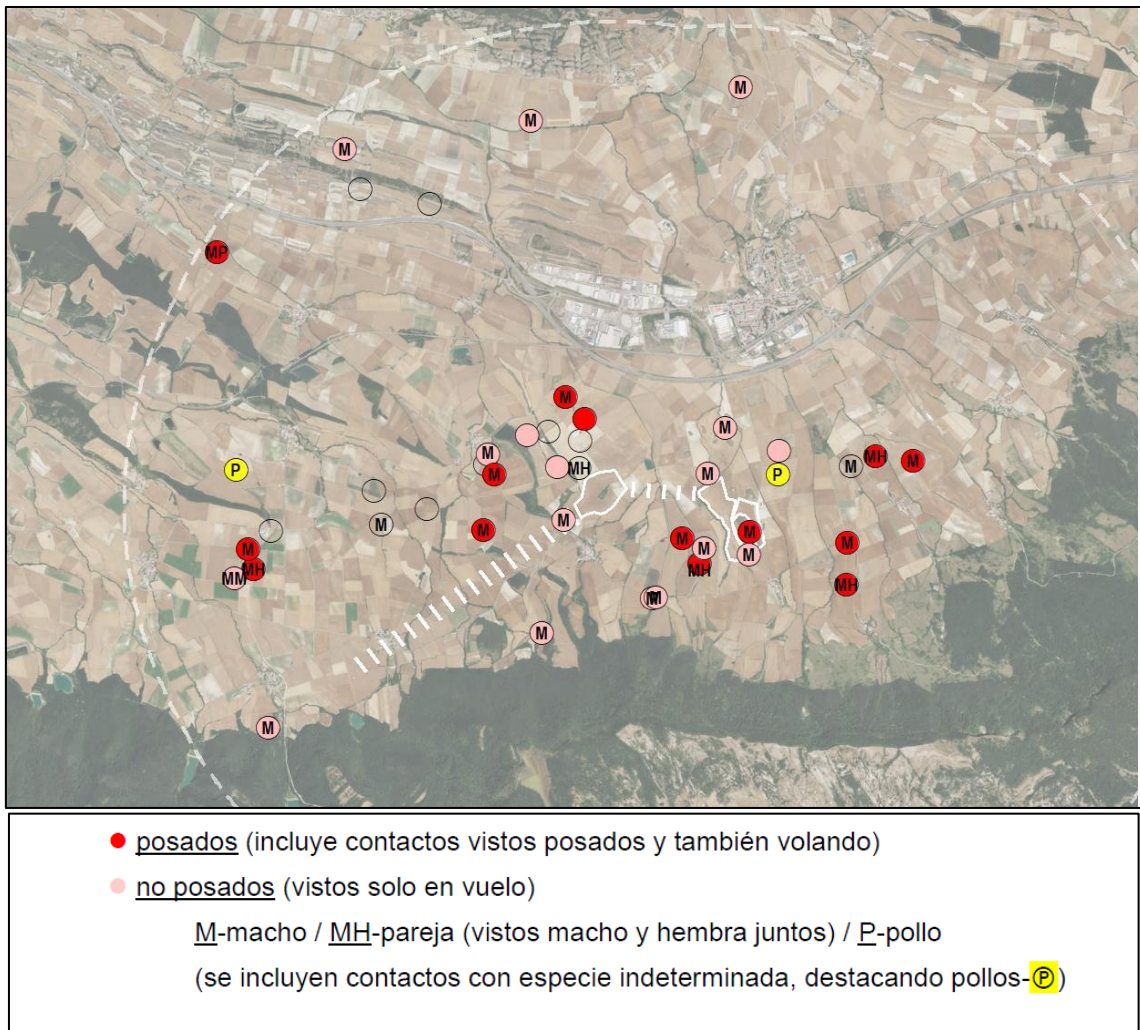 M
M
M
MP
M
M
M
M
MH
MH
M
M
M
P
P
M
M
M
M
M
M
M
M
M
M
MH
MM
MH
MH
M
M
M
● posados (incluye contactos vistos posados y también volando)
● no posados (vistos solo en vuelo)
M-macho / MH-pareja (vistos macho y hembra juntos) / P-pollo
(se incluyen contactos con especie indeterminada, destacando pollos-Ⓟ)